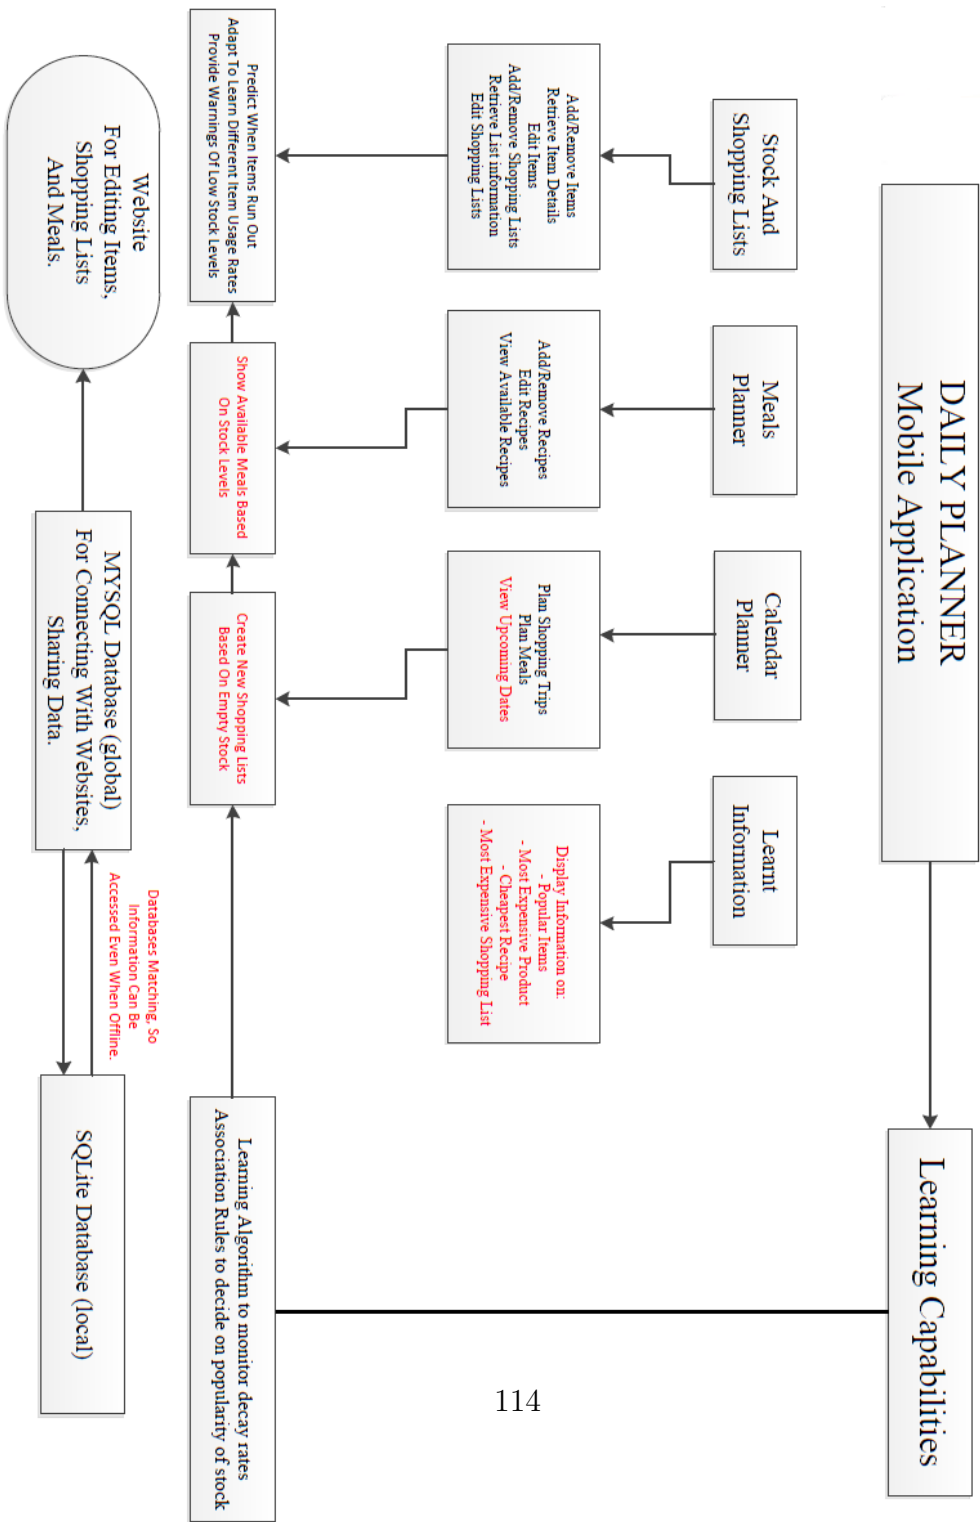 DAILY PLANNER
Mobile Application
Learning Capabilities
Stock And
Shopping Lists
Meals
Planner
Calendar
Planner
Learnt
Information
Add/Remove Items
Retrieve Item Details
Edit Items
Add/Remove Shopping Lists
Retrieve List information
Edit Shopping Lists
Add/Remove Recipes
Edit Recipes
View Available Recipes
Plan Shopping Trips
Plan Meals
View Upcoming Dates
Display Information on:
- Popular Items
- Most Expensive Product
- Cheapest Recipe
- Most Expensive Shopping List
Predict When Items Run Out
Adapt To Learn Different Item Usage Rates
Provide Warnings Of Low Stock Levels
Show Available Meals Based
On Stock Levels
Create New Shopping Lists
Based On Empty Stock
Learning Algorithm to monitor decay rates
Association Rules to decide on popularity of stock
Website
For Editing Items,
Shopping Lists
And Meals.
MYSQL Database (global)
For Connecting With Websites,
Sharing Data.
Databases Matching, So
Information Can Be
Accessed Even When Offline.
SQLite Database (local)
114